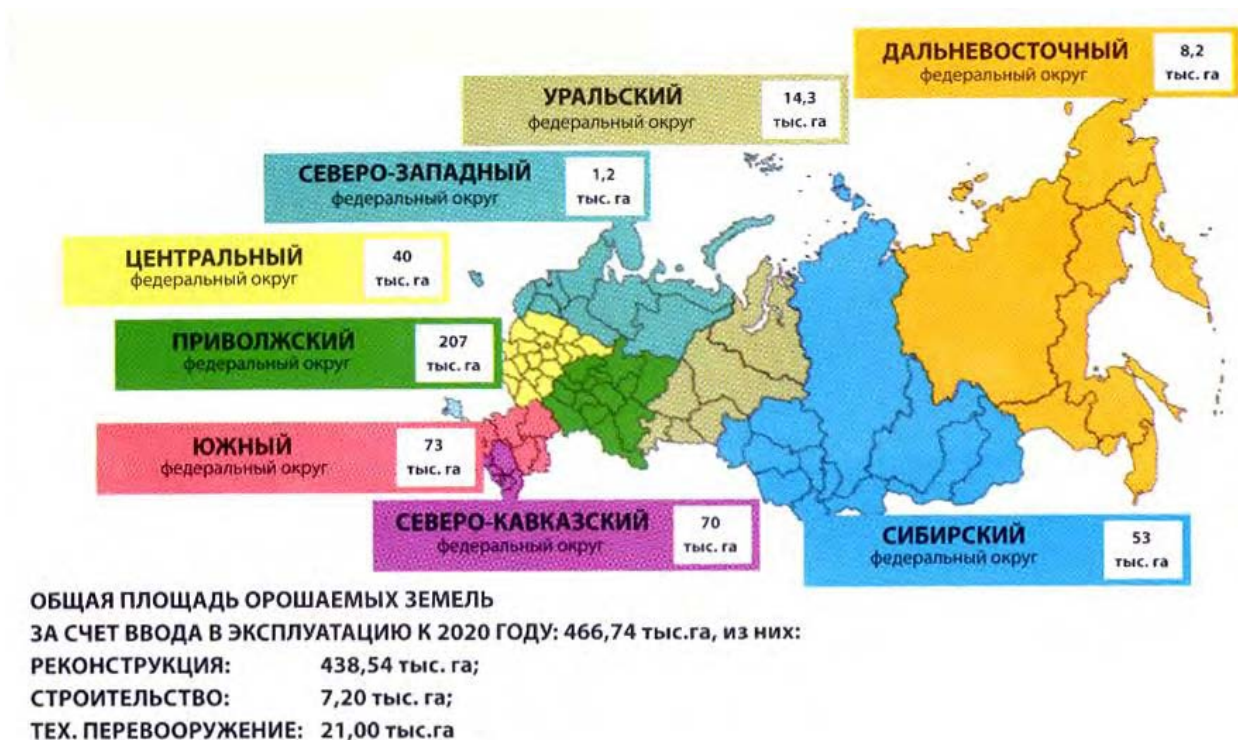 ДАЛЬНЕВОСТОЧНЫЙ
федеральный округ
8,2
тыс. га
УРАЛЬСКИЙ
федеральный округ
14,3
тыс. га
СЕВЕРО-ЗАПАДНЫЙ
федеральный округ
1,2
тыс. га
ЦЕНТРАЛЬНЫЙ
федеральный округ
40
тыс. га
ПРИВОЛЖСКИЙ
федеральный округ
207
тыс. га
ЮЖНЫЙ
федеральный округ
73
тыс. га
СЕВЕРО-КАВКАЗСКИЙ
федеральный округ
70
тыс. га
СИБИРСКИЙ
федеральный округ
53
тыс. га
ОБЩАЯ ПЛОЩАДЬ ОРОШАЕМЫХ ЗЕМЕЛЬ
ЗА СЧЕТ ВВОДА В ЭКСПЛУАТАЦИЮ К 2020 ГОДУ: 466,74 тыс.га, из них:
РЕКОНСТРУКЦИЯ: 438,54 тыс. га;
СТРОИТЕЛЬСТВО: 7,20 тыс. га;
ТЕХ. ПЕРЕВООРУЖЕНИЕ: 21,00 тыс.га